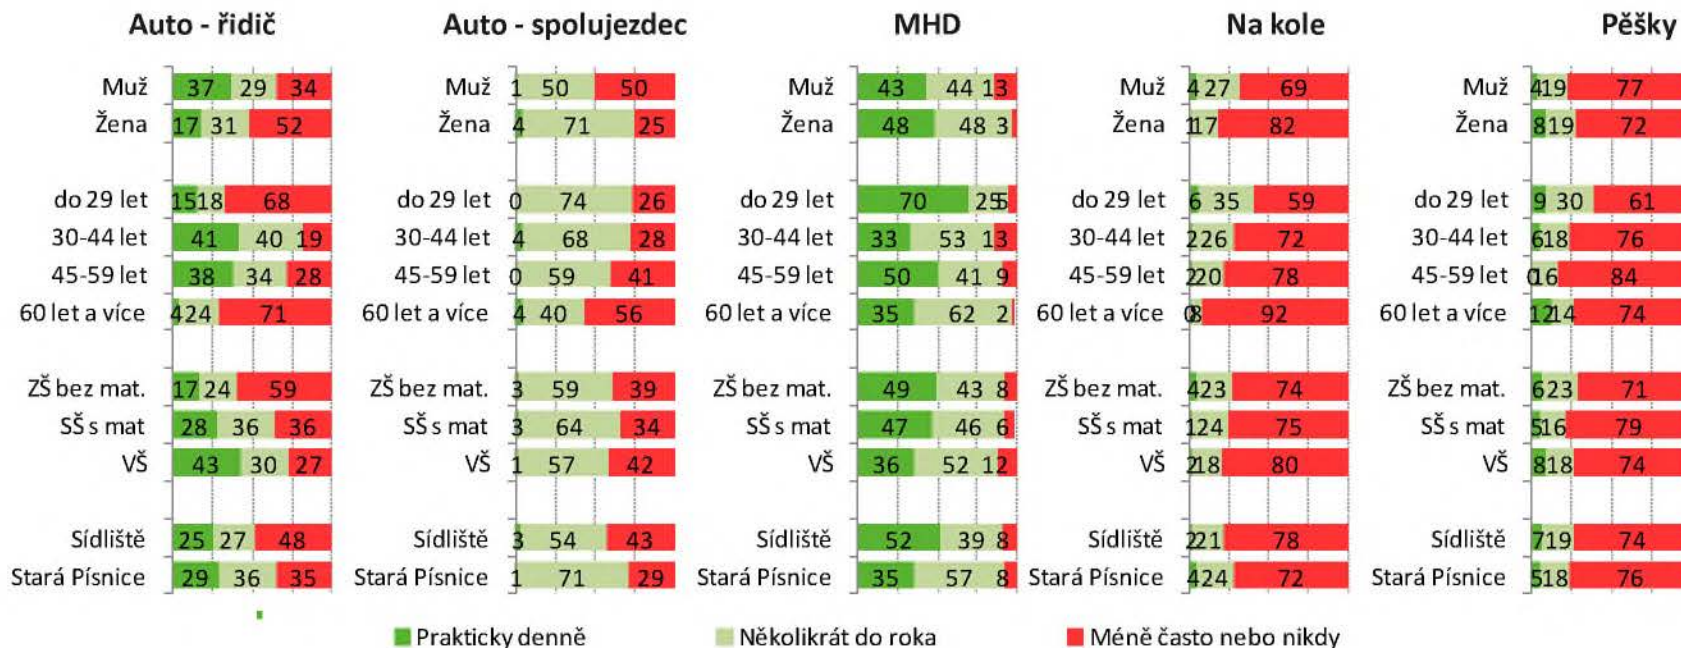 Auto - řidič Auto - spolujezdec MHD Na kole Pěšky
Muž 37 29 34 Muž 1 50 50 Muž 43 44 13 Muž 4 27 69 Muž 4 19 77
Žena 17 31 52 Žena 4 71 25 Žena 48 48 3 Žena 1 17 82 Žena 8 19 72
do 29 let 15 18 68 do 29 let 0 74 26 do 29 let 70 25 5 do 29 let 6 35 59 do 29 let 9 30 61
30-44 let 41 40 19 30-44 let 4 68 28 30-44 let 33 53 13 30-44 let 2 26 72 30-44 let 6 18 76
45-59 let 38 34 28 45-59 let 0 59 41 45-59 let 50 41 9 45-59 let 2 20 78 45-59 let 0 16 84
60 let a více 4 24 71 60 let a více 4 40 56 60 let a více 35 62 2 60 let a více 0 8 92 60 let a více 12 14 74
ZŠ bez mat. 17 24 59 ZŠ bez mat. 3 59 39 ZŠ bez mat. 49 43 8 ZŠ bez mat. 4 23 74 ZŠ bez mat. 6 23 71
SŠ s mat 28 36 36 SŠ s mat 3 64 34 SŠ s mat 47 46 6 SŠ s mat 1 24 75 SŠ s mat 5 16 79
VŠ 43 30 27 VŠ 1 57 42 VŠ 36 52 12 VŠ 2 18 80 VŠ 8 18 74
Sídliště 25 27 48 Sídliště 3 54 43 Sídliště 52 39 8 Sídliště 2 21 78 Sídliště 7 19 74
Stará Písnice 29 36 35 Stará Písnice 1 71 29 Stará Písnice 35 57 8 Stará Písnice 4 24 72 Stará Písnice 5 18 76
Prakticky denně Několikrát do roka Méně často nebo nikdy